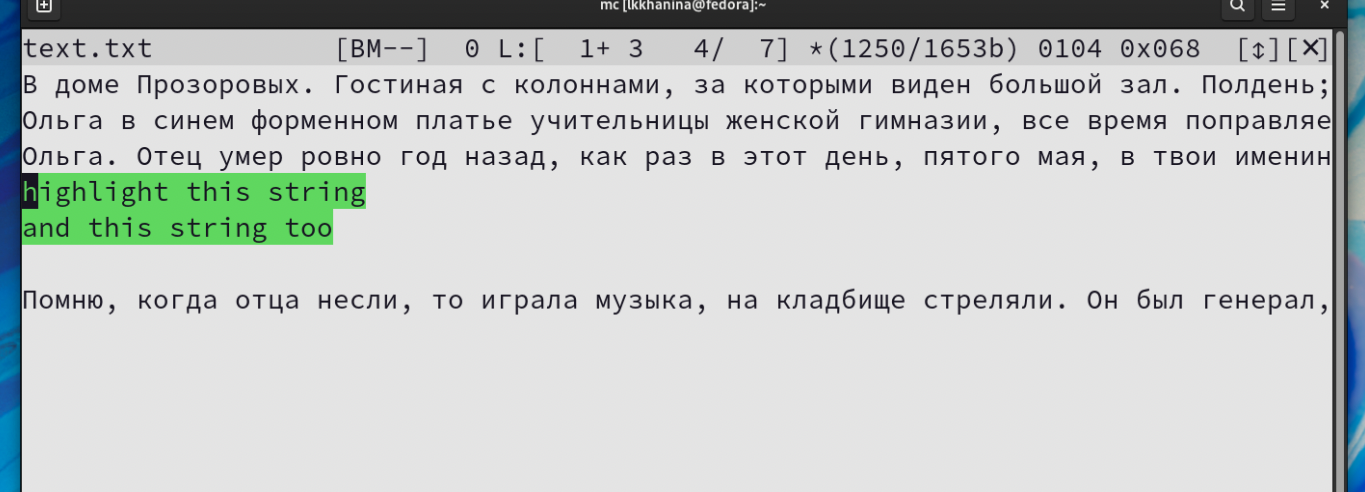 mc [lkkhanina@fedora]:~
text.txt [BM--] 0 L:[ 1+ 3 4/ 7] *(1250/1653b) 0104 0x068 [↕][✕]
В доме Прозоровых. Гостиная с колоннами, за которыми виден большой зал. Полдень;
Ольга в синем форменном платье учительницы женской гимназии, все время поправляе
Ольга. Отец умер ровно год назад, как раз в этот день, пятого мая, в твои именин
highlight this string
and this string too
Помню, когда отца несли, то играла музыка, на кладбище стреляли. Он был генерал,